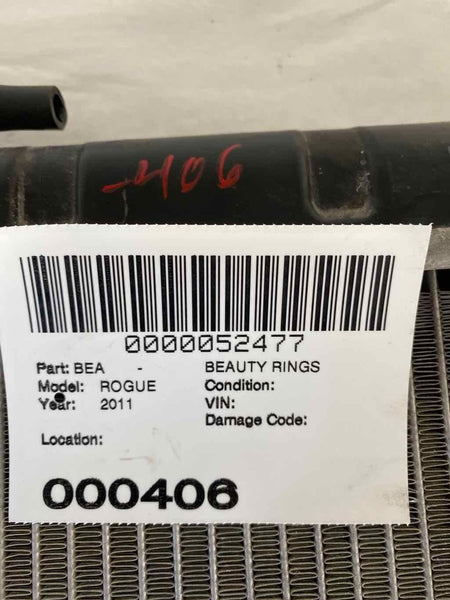 -406
0000052477
Part: BEA - BEAUTY RINGS
Model: ROGUE Condition:
Year: 2011 VIN:
Damage Code:
Location:
000406